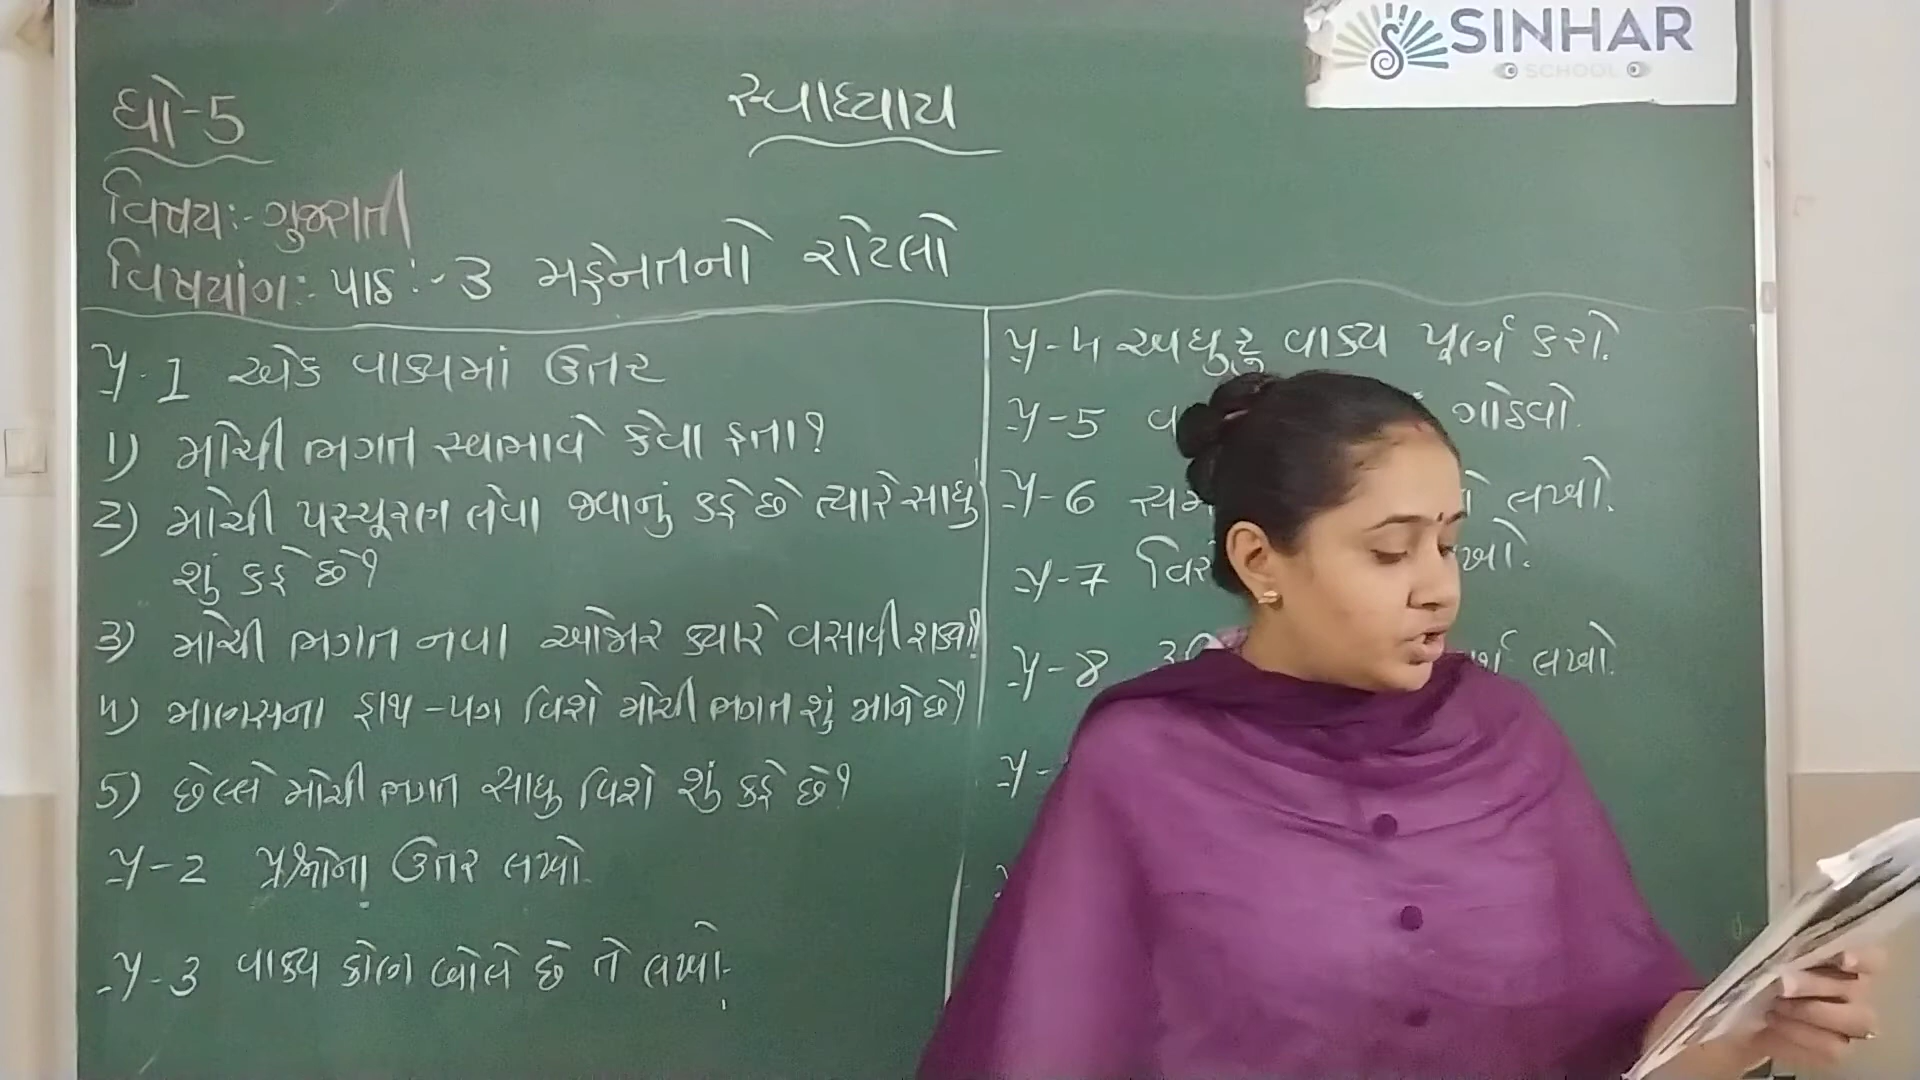 SINHAR
SCHOOL
સ્વાધ્યાય
ધો-5
વિષય:- ગુજરાતી
વિષયાંગ:- પાઠ:-૩ મહેનતનો રોટલો
પ્ર-1 એક વાક્યમાં ઉત્તર
1) મોચી ભગત સ્વભાવે કેવા હતા?
2) મોચી પસ્ચૂરણ લેવા જવાનું કહે છે ત્યારે સાધુ
શું કહે છે?
3) મોચી ભગત નવા ઓજાર ક્યારે વસાવી શક્યા?
4) માણસના હાથ-પગ વિશે મોચી ભગત શું માને છે?
5) છેલ્લે મોચી ભગત સાધુ વિશે શું કહે છે?
પ્ર-2 પ્રશ્નોના ઉત્તર લખો.
પ્ર-3 વાક્ય કોણ બોલે છે તે લખો.
પ્ર-4 અધુરુ વાક્ય પૂર્ણ કરો.
પ્ર-5 ગોઠવો.
પ્ર-6 લખો.
પ્ર-7
પ્ર-8 લખો.